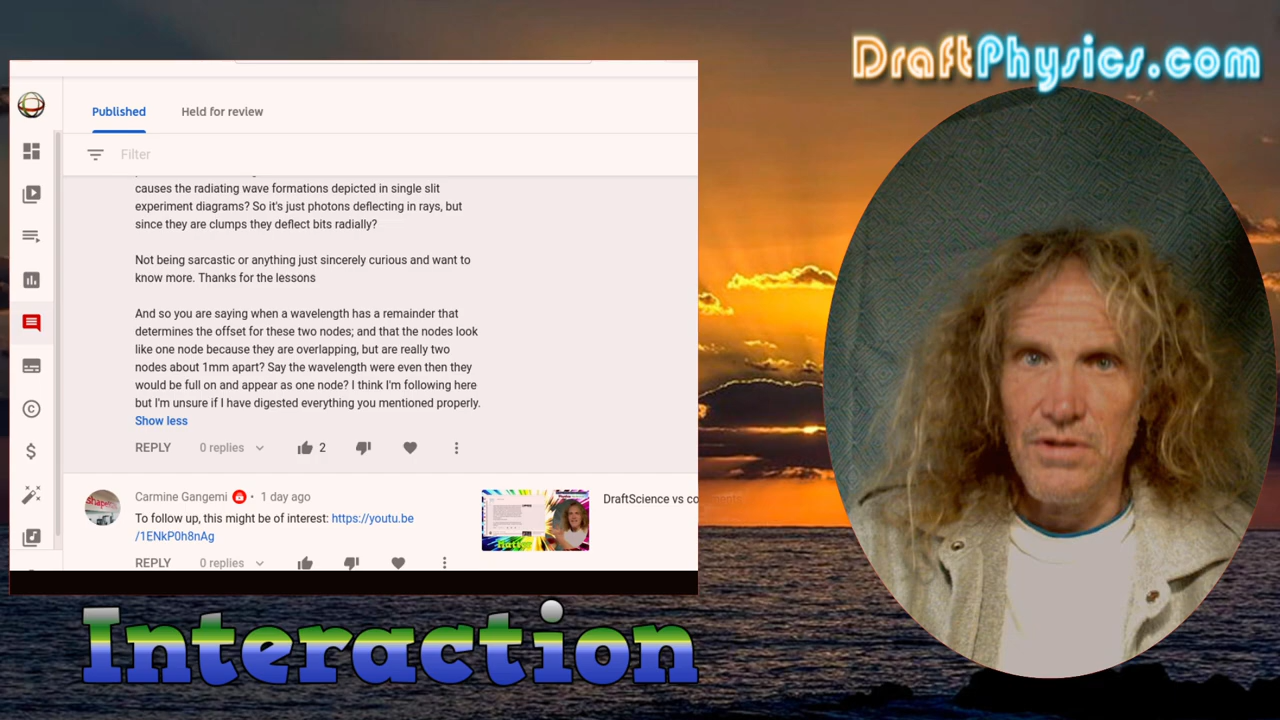 DraftPhysics.com
Published
Held for review
Filter
causes the radiating wave formations depicted in single slit
experiment diagrams? So it's just photons deflecting in rays, but
since they are clumps they deflect bits radially?
Not being sarcastic or anything just sincerely curious and want to
know more. Thanks for the lessons
And so you are saying when a wavelength has a remainder that
determines the offset for these two nodes; and that the nodes look
like one node because they are overlapping, but are really two
nodes about 1mm apart? Say the wavelength were even then they
would be full on and appear as one node? I think I'm following here
but I'm unsure if I have digested everything you mentioned properly.
Show less
REPLY 0 replies 2
Carmine Gangemi • 1 day ago
To follow up, this might be of interest: https://youtu.be
/1ENkP0h8nAg
REPLY 0 replies
DraftScience vs comments
Interaction